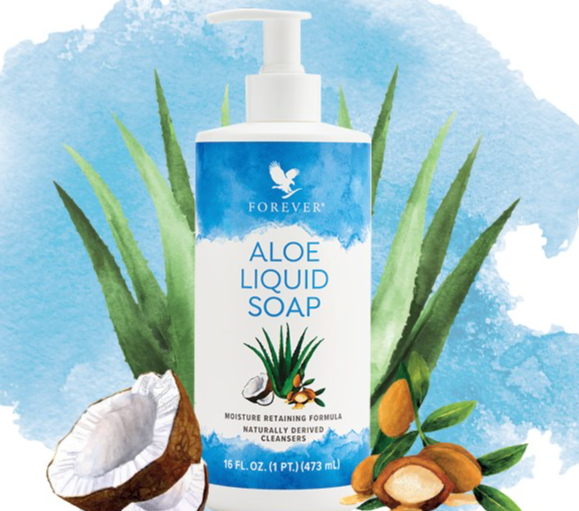 FOREVER®
ALOE
LIQUID
SOAP
MOISTURE RETAINING FORMULA
NATURALLY DERIVED
CLEANSERS
16 FL. OZ. (1 PT.) (473 mL)